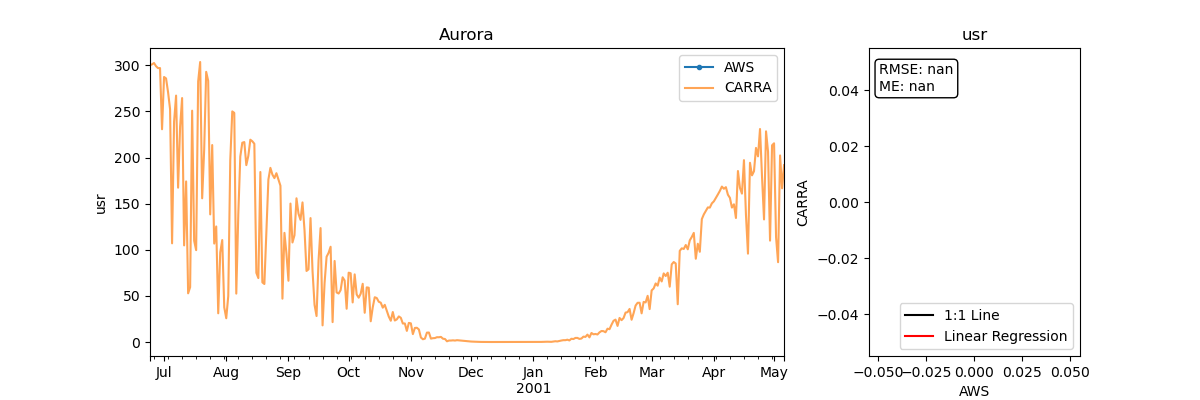 Aurora
usr
300
250
200
150
100
50
0
usr
AWS
CARRA
Jul Aug Sep Oct Nov Dec Jan Feb Mar Apr May
2001
RMSE: nan
ME: nan
0.04
0.02
0.00
−0.02
−0.04
CARRA
1:1 Line
Linear Regression
−0.050 −0.025 0.000 0.025 0.050
AWS